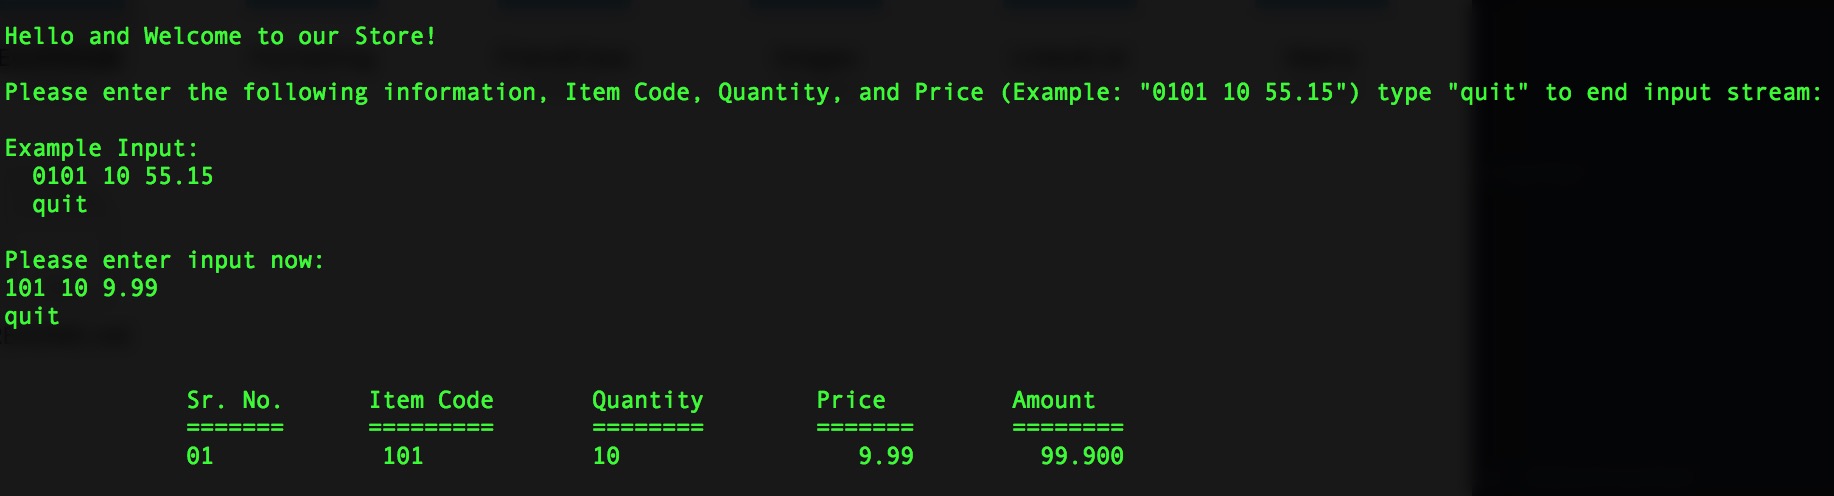 Hello and Welcome to our Store!
Please enter the following information, Item Code, Quantity, and Price (Example: "0101 10 55.15") type "quit" to end input stream:
Example Input:
0101 10 55.15
quit
Please enter input now:
101 10 9.99
quit
Sr. No. Item Code Quantity Price Amount
======= ========= ======== ======= ========
01 101 10 9.99 99.900